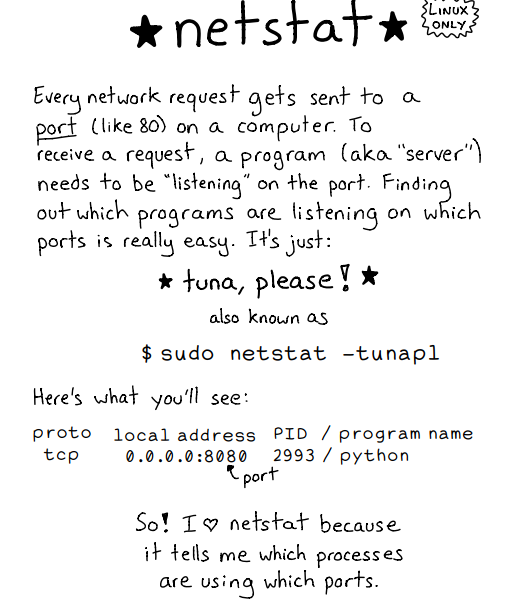 ★netstat★
LINUX
ONLY
Every network request gets sent to a
port (like 80) on a computer. To
receive a request, a program (aka "server")
needs to be "listening" on the port. Finding
out which programs are listening on which
ports is really easy. It's just:
★ tuna, please! ★
also known as
$ sudo netstat -tunapl
Here's what you'll see:
proto local address PID / program name
tcp 0.0.0.0:8080 2993 / python
port
So! I ♡ netstat because
it tells me which processes
are using which ports.